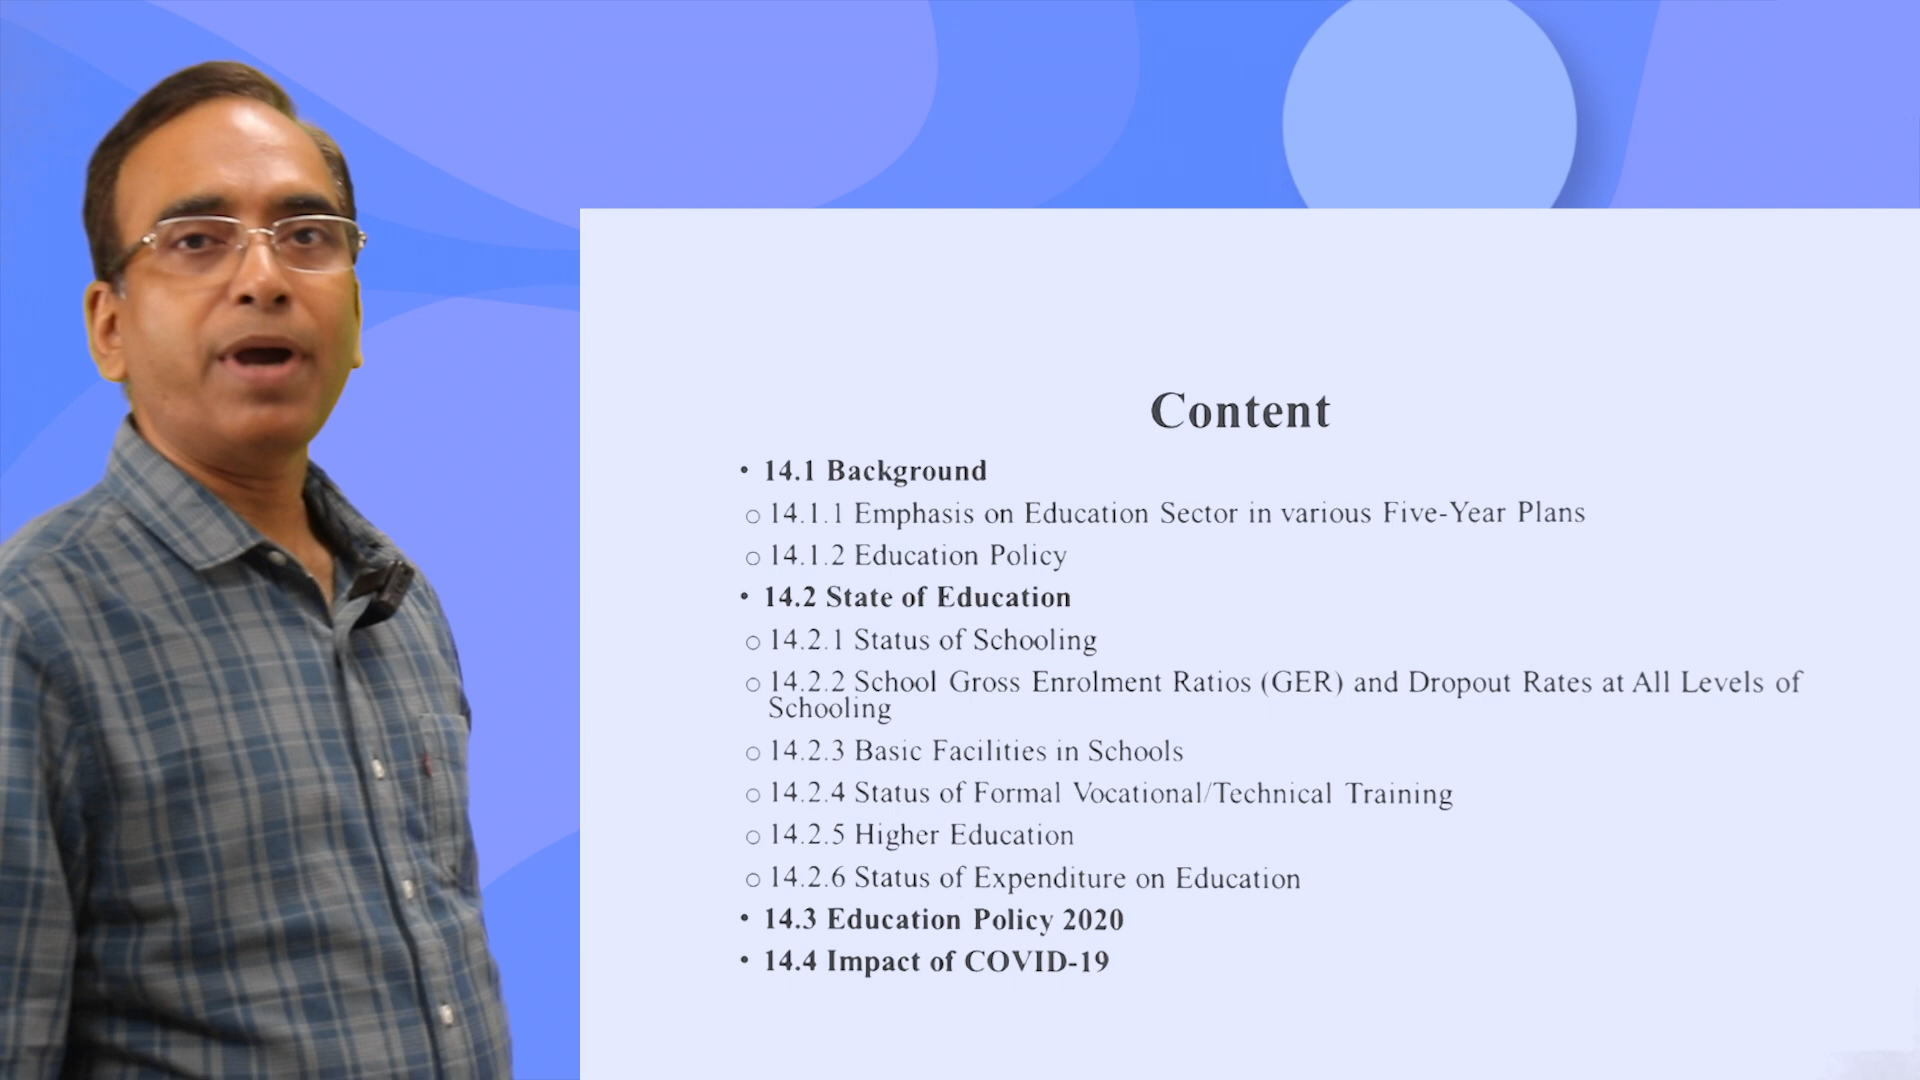 Content
• 14.1 Background
○ 14.1.1 Emphasis on Education Sector in various Five-Year Plans
○ 14.1.2 Education Policy
• 14.2 State of Education
○ 14.2.1 Status of Schooling
○ 14.2.2 School Gross Enrolment Ratios (GER) and Dropout Rates at All Levels of
Schooling
○ 14.2.3 Basic Facilities in Schools
○ 14.2.4 Status of Formal Vocational/Technical Training
○ 14.2.5 Higher Education
○ 14.2.6 Status of Expenditure on Education
• 14.3 Education Policy 2020
• 14.4 Impact of COVID-19